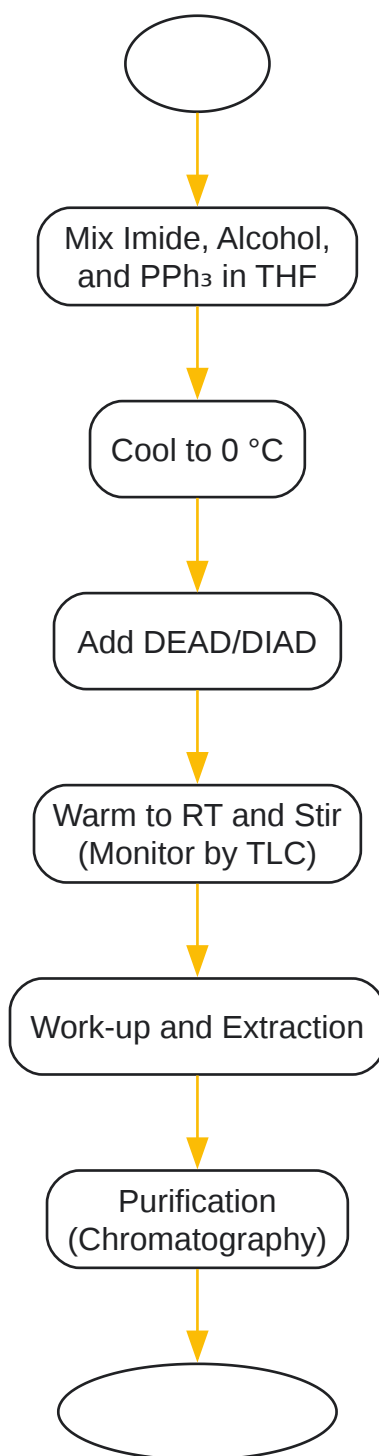 Mix Imide, Alcohol,
and PPh₃ in THF
Cool to 0 °C
Add DEAD/DIAD
Warm to RT and Stir
(Monitor by TLC)
Work-up and Extraction
Purification
(Chromatography)